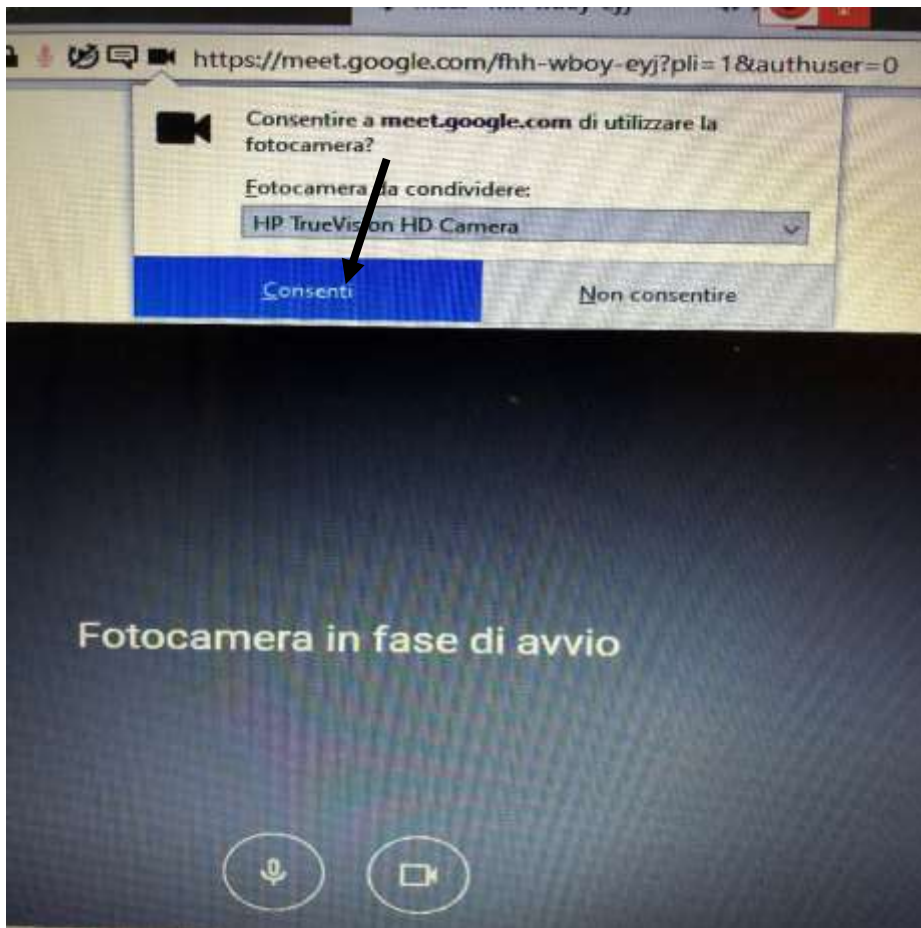 https://meet.google.com/fhh-wboy-eyj?pli=1&authuser=0
Consentire a meet.google.com di utilizzare la
fotocamera?
Fotocamera da condividere:
HP TrueVision HD Camera
Consenti
Non consentire
Fotocamera in fase di avvio